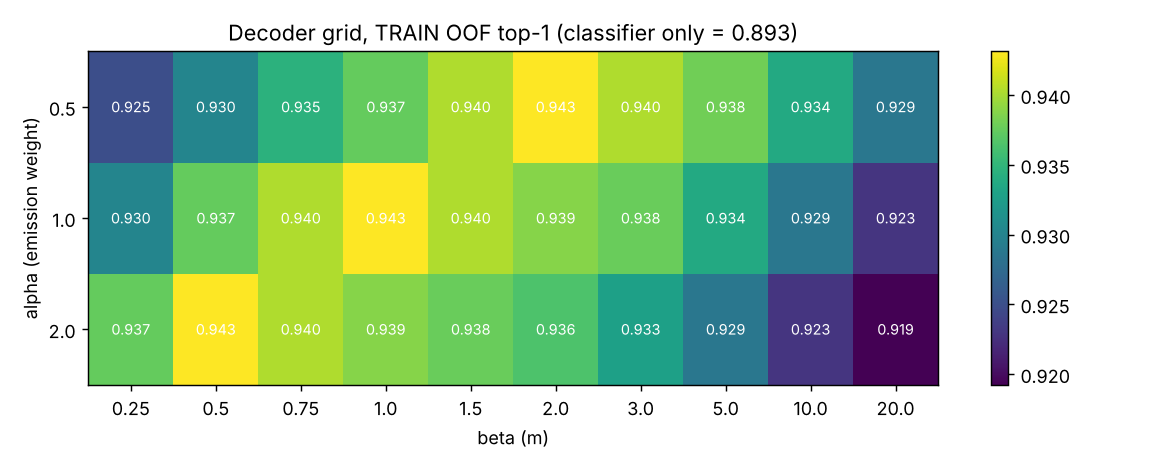 Decoder grid, TRAIN OOF top-1 (classifier only = 0.893)
alpha (emission weight)
0.5 0.925 0.930 0.935 0.937 0.940 0.943 0.940 0.938 0.934 0.929
1.0 0.930 0.937 0.940 0.943 0.940 0.939 0.938 0.934 0.929 0.923
2.0 0.937 0.943 0.940 0.939 0.938 0.936 0.933 0.929 0.923 0.919
0.25 0.5 0.75 1.0 1.5 2.0 3.0 5.0 10.0 20.0
beta (m)
0.940
0.935
0.930
0.925
0.920